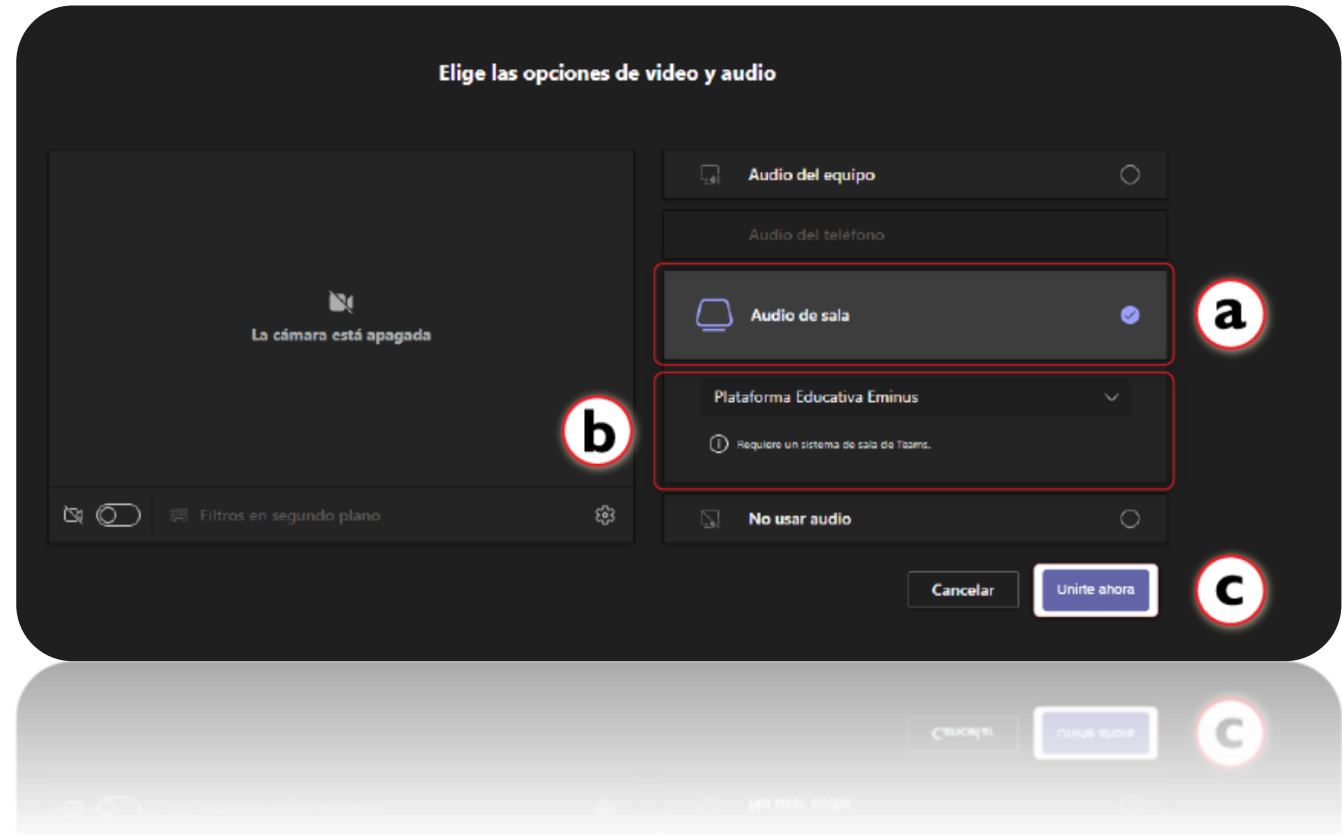 Elige las opciones de video y audio
Audio del equipo
Audio del teléfono
Audio de sala
a
La cámara está apagada
Plataforma Educativa Eminus
b
Requiere un sistema de sala de Teams.
Filtros en segundo plano
No usar audio
Cancelar
Unirte ahora
c